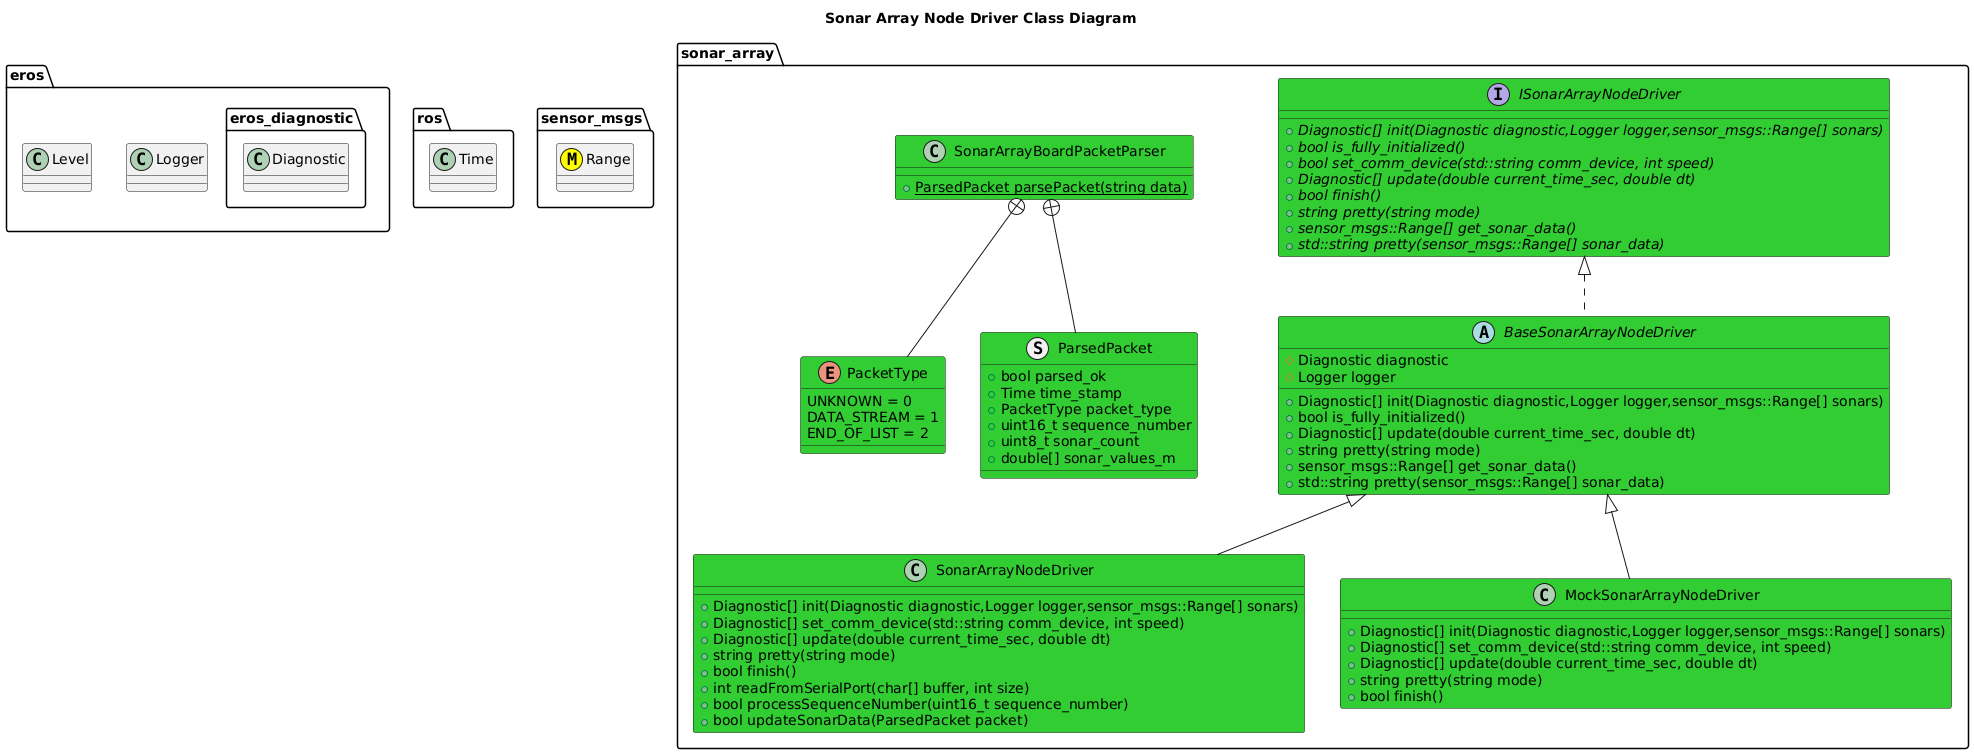 Sonar Array Node Driver Class Diagram
eros
C Level
C Logger
eros_diagnostic
C Diagnostic
ros
C Time
sensor_msgs
M Range
sonar_array
C SonarArrayBoardPacketParser
ParsedPacket parsePacket(string data)
I ISonarArrayNodeDriver
Diagnostic[] init(Diagnostic diagnostic,Logger logger,sensor_msgs::Range[] sonars)
bool is_fully_initialized()
bool set_comm_device(std::string comm_device, int speed)
Diagnostic[] update(double current_time_sec, double dt)
bool finish()
string pretty(string mode)
sensor_msgs::Range[] get_sonar_data()
std::string pretty(sensor_msgs::Range[] sonar_data)
E PacketType
UNKNOWN = 0
DATA_STREAM = 1
END_OF_LIST = 2
S ParsedPacket
bool parsed_ok
Time time_stamp
PacketType packet_type
uint16_t sequence_number
uint8_t sonar_count
double[] sonar_values_m
A BaseSonarArrayNodeDriver
Diagnostic diagnostic
Logger logger
Diagnostic[] init(Diagnostic diagnostic,Logger logger,sensor_msgs::Range[] sonars)
bool is_fully_initialized()
Diagnostic[] update(double current_time_sec, double dt)
string pretty(string mode)
sensor_msgs::Range[] get_sonar_data()
std::string pretty(sensor_msgs::Range[] sonar_data)
C SonarArrayNodeDriver
Diagnostic[] init(Diagnostic diagnostic,Logger logger,sensor_msgs::Range[] sonars)
Diagnostic[] set_comm_device(std::string comm_device, int speed)
Diagnostic[] update(double current_time_sec, double dt)
string pretty(string mode)
bool finish()
int readFromSerialPort(char[] buffer, int size)
bool processSequenceNumber(uint16_t sequence_number)
bool updateSonarData(ParsedPacket packet)
C MockSonarArrayNodeDriver
Diagnostic[] init(Diagnostic diagnostic,Logger logger,sensor_msgs::Range[] sonars)
Diagnostic[] set_comm_device(std::string comm_device, int speed)
Diagnostic[] update(double current_time_sec, double dt)
string pretty(string mode)
bool finish()